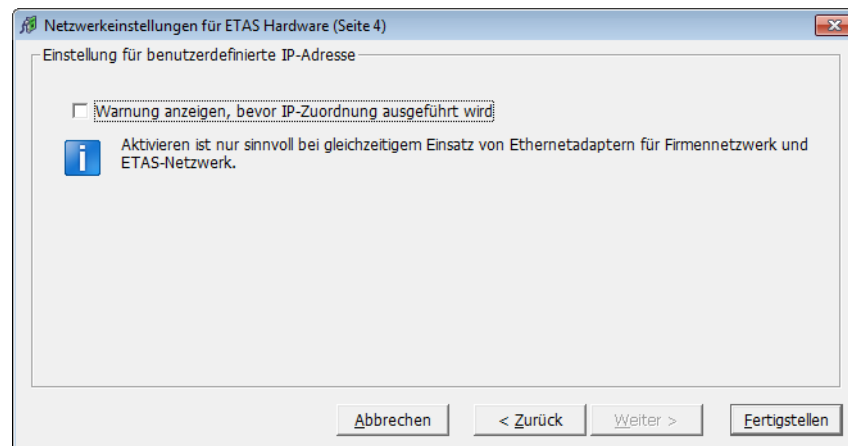 Netzwerkeinstellungen für ETAS Hardware (Seite 4)
Einstellung für benutzerdefinierte IP-Adresse
Warnung anzeigen, bevor IP-Zuordnung ausgeführt wird
Aktivieren ist nur sinnvoll bei gleichzeitigem Einsatz von Ethernetadaptern für Firmennetzwerk und
ETAS-Netzwerk.
Abbrechen < Zurück Weiter > Fertigstellen